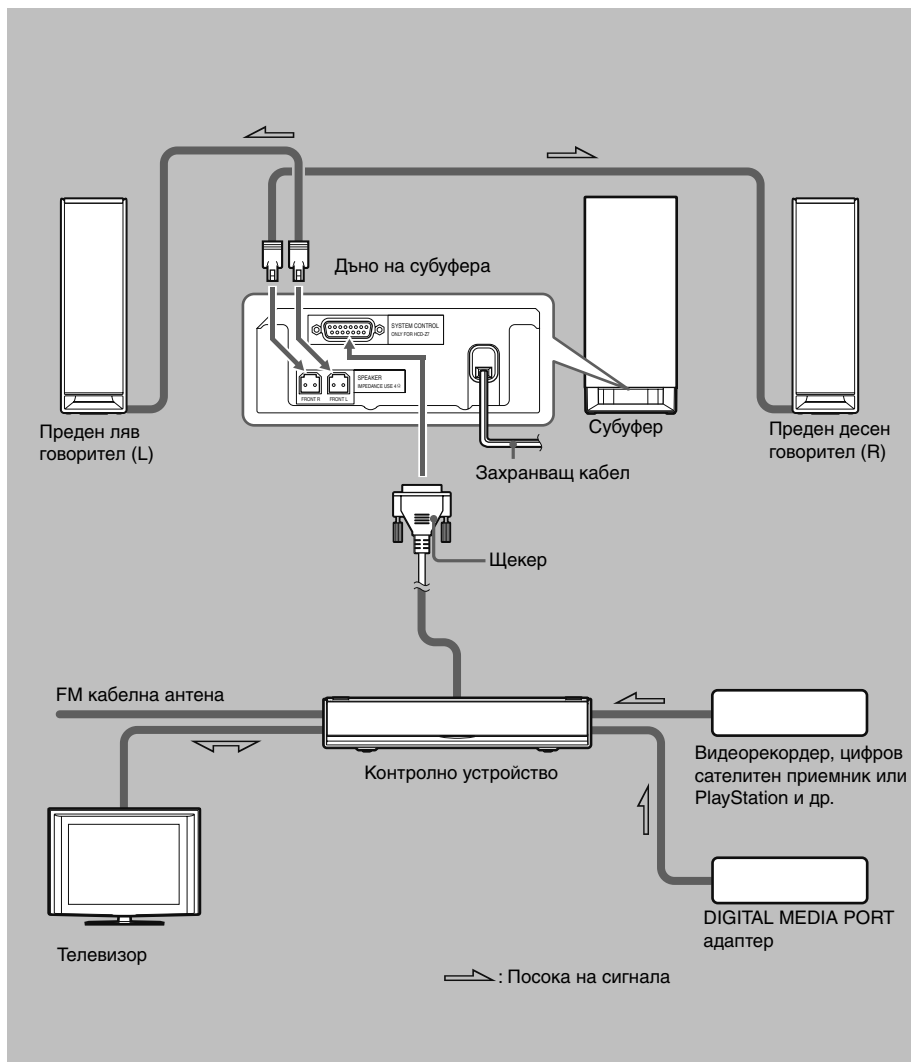 Дъно на субуфера
SYSTEM CONTROL
ONLY FOR HCD-Z7
SPEAKER
IMPEDANCE USE 4Ω
FRONT R
FRONT L
Преден ляв
говорител (L)
Субуфер
Преден десен
говорител (R)
Захранващ кабел
Щекер
FM кабелна антена
Контролно устройство
Видеорекордер, цифров
сателитен приемник или
PlayStation и др.
DIGITAL MEDIA PORT
адаптер
Телевизор
: Посока на сигнала